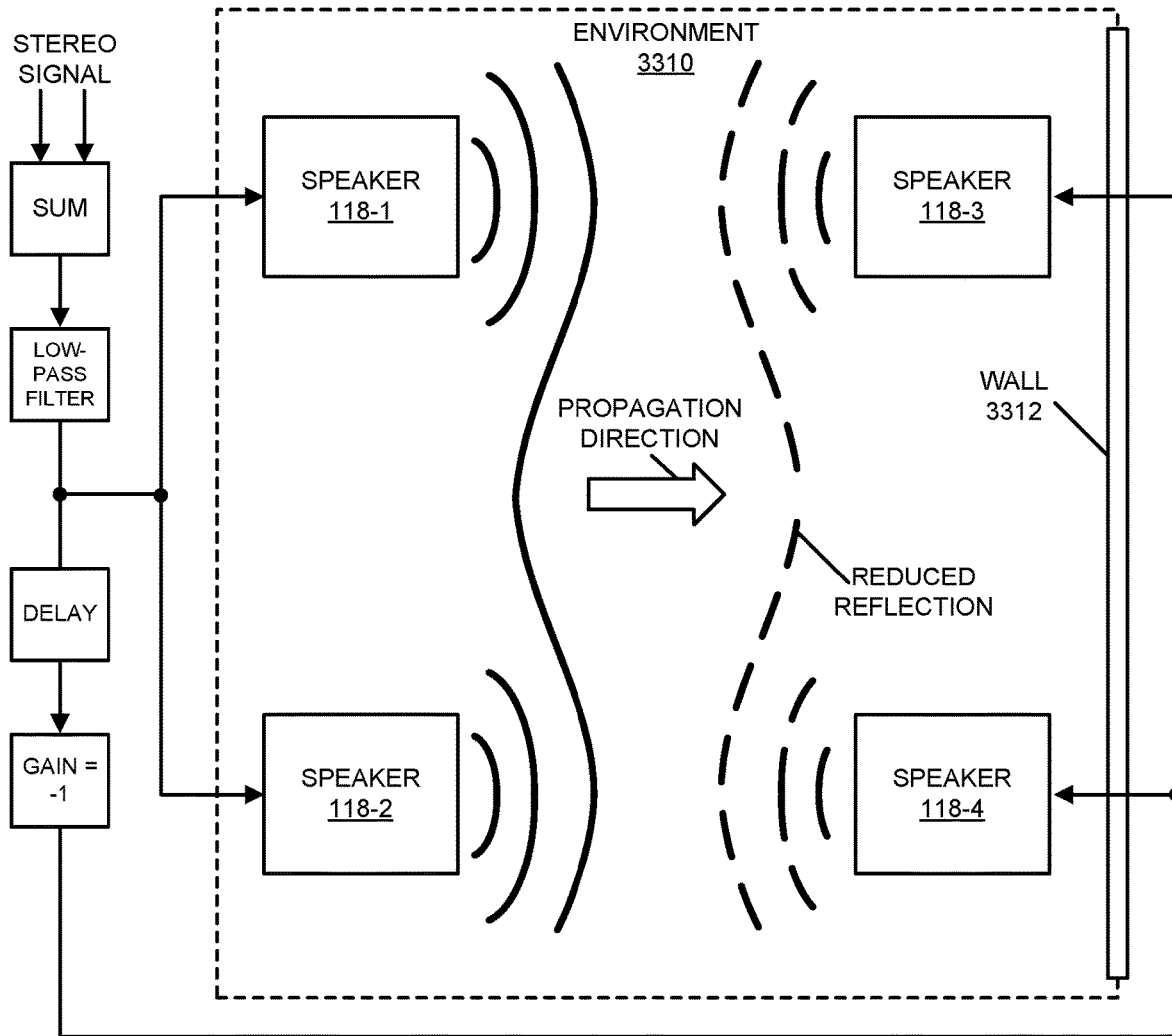 STEREO
SIGNAL
SUM
LOW-
PASS
FILTER
DELAY
GAIN =
-1
ENVIRONMENT
3310
SPEAKER
118-1
SPEAKER
118-3
WALL
3312
PROPAGATION
DIRECTION
REDUCED
REFLECTION
SPEAKER
118-2
SPEAKER
118-4